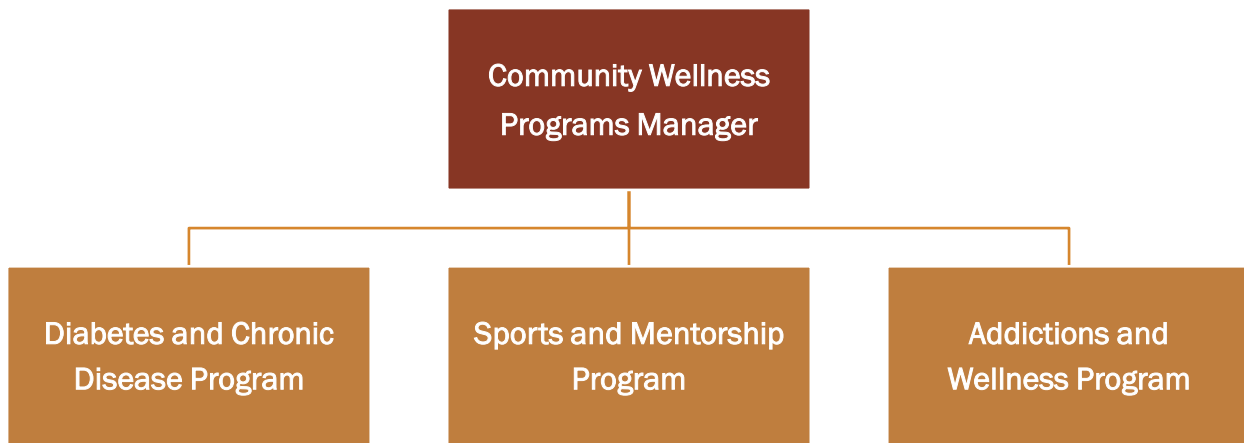 Community Wellness
Programs Manager
Diabetes and Chronic
Disease Program
Sports and Mentorship
Program
Addictions and
Wellness Program